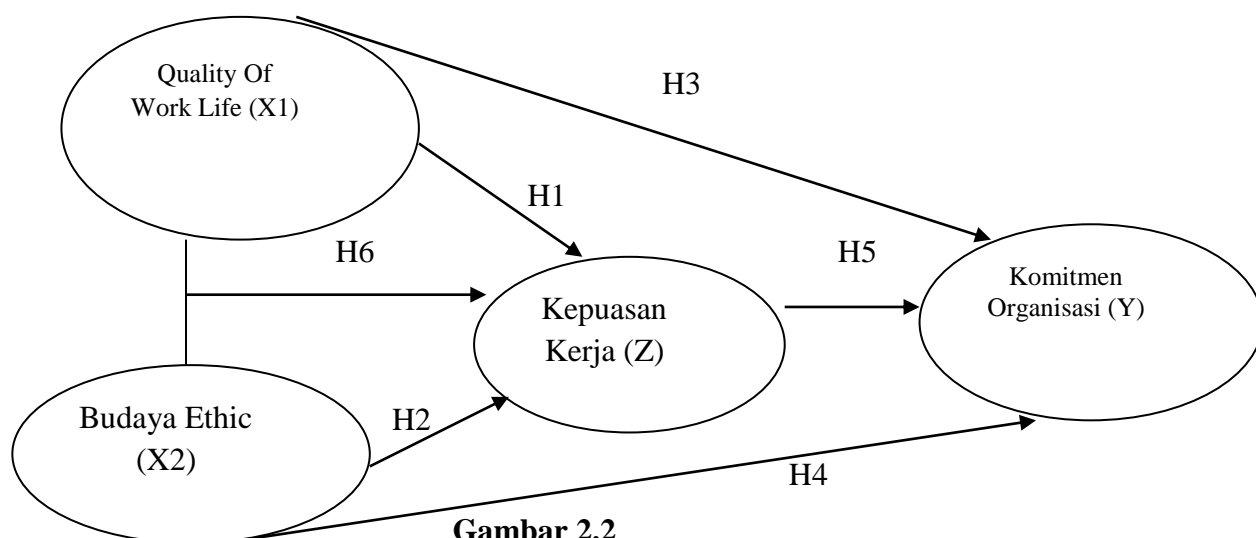 Quality Of
Work Life (X1)
H3
H1
H6
H5
Komitmen
Organisasi (Y)
Kepuasan
Kerja (Z)
Budaya Ethic
(X2)
H2
H4
Gambar 2.2